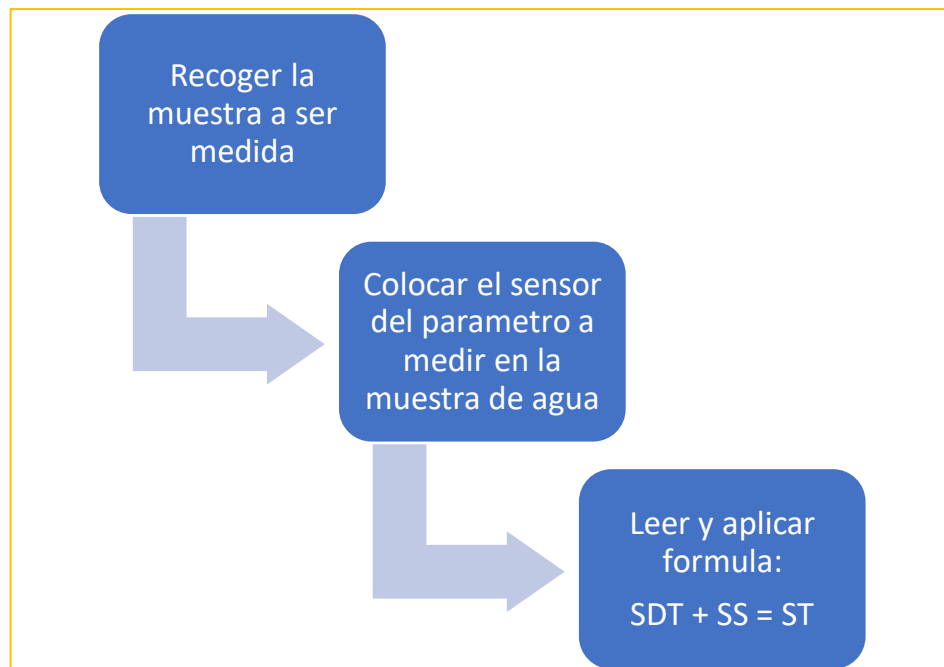 Recoger la
muestra a ser
medida
Colocar el sensor
del parametro a
medir en la
muestra de agua
Leer y aplicar
formula:
SDT + SS = ST